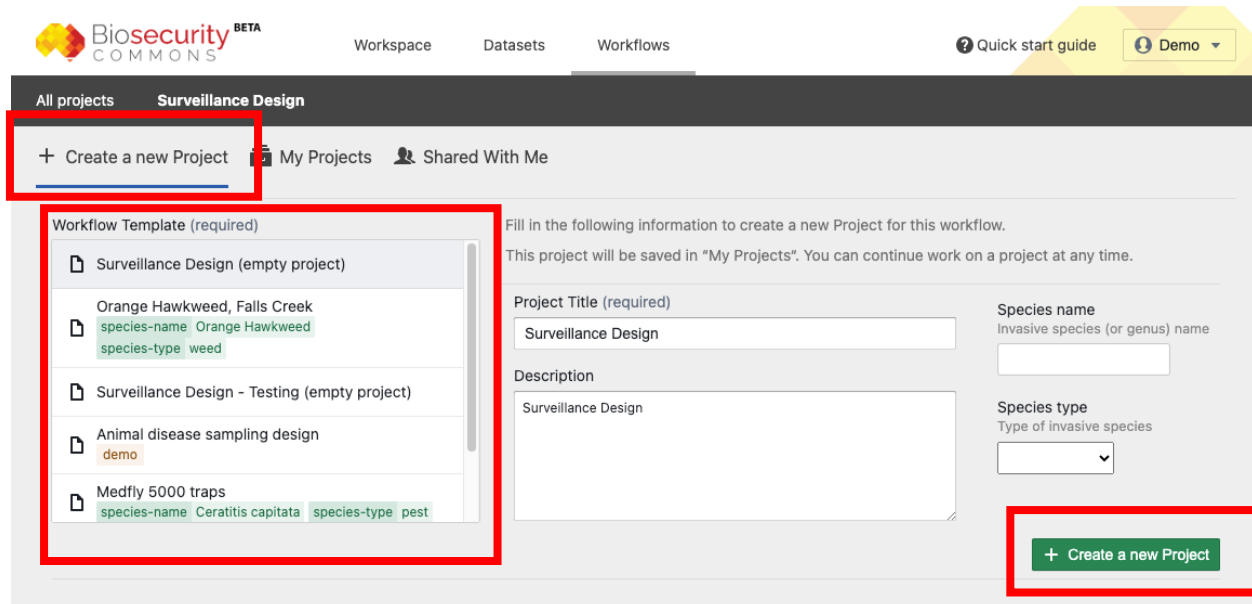 Biosecurity BETA
COMMONS
Workspace Datasets Workflows
Quick start guide
Demo
All projects Surveillance Design
+ Create a new Project
My Projects
Shared With Me
Workflow Template (required)
Surveillance Design (empty project)
Orange Hawkweed, Falls Creek
species-name Orange Hawkweed
species-type weed
Surveillance Design - Testing (empty project)
Animal disease sampling design
demo
Medfly 5000 traps
species-name Ceratitis capitata species-type pest
Fill in the following information to create a new Project for this workflow.
This project will be saved in “My Projects”. You can continue work on a project at any time.
Project Title (required)
Surveillance Design
Description
Surveillance Design
Species name
Invasive species (or genus) name
Species type
Type of invasive species
+ Create a new Project